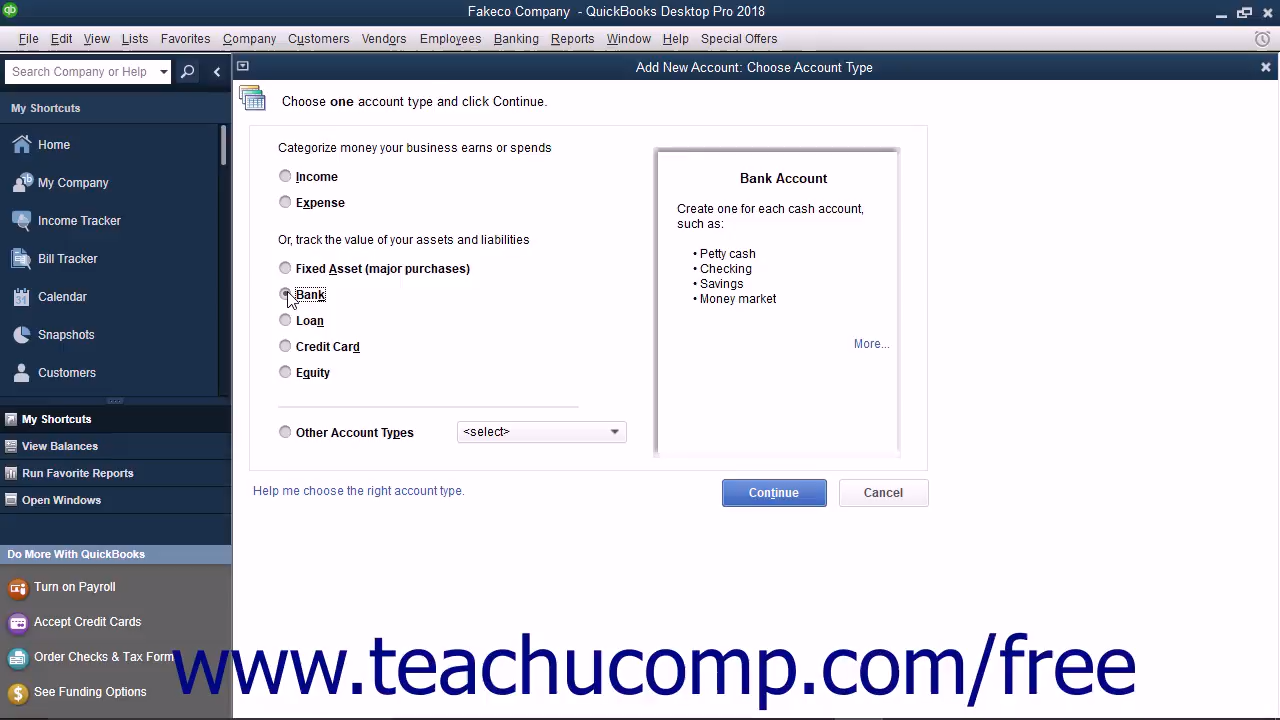 Fakeco Company - QuickBooks Desktop Pro 2018
File Edit View Lists Favorites Company Customers Vendors Employees Banking Reports Window Help Special Offers
Search Company or Help
My Shortcuts
Home
My Company
Income Tracker
Bill Tracker
Calendar
Snapshots
Customers
My Shortcuts
View Balances
Run Favorite Reports
Open Windows
Do More With QuickBooks
Turn on Payroll
Accept Credit Cards
Order Checks & Tax Form
See Funding Options
Add New Account: Choose Account Type
Choose one account type and click Continue.
Categorize money your business earns or spends
Income
Expense
Or, track the value of your assets and liabilities
Fixed Asset (major purchases)
Bank
Loan
Credit Card
Equity
Other Account Types
<select>
Bank Account
Create one for each cash account,
such as:
• Petty cash
• Checking
• Savings
• Money market
More...
Help me choose the right account type.
Continue
Cancel
www.teachucomp.com/free